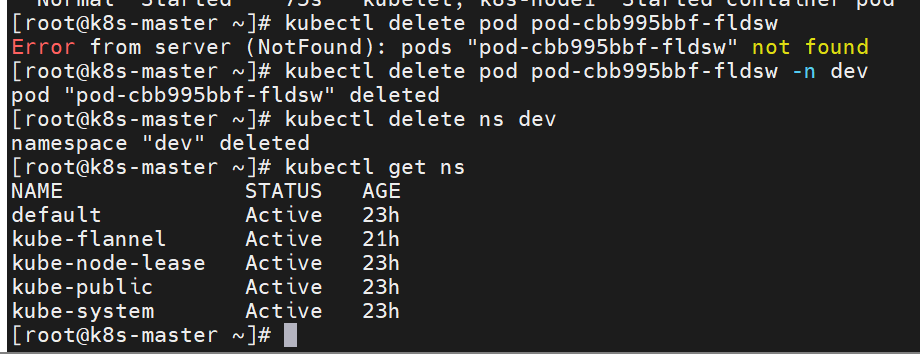 Normal Started 73s kubelet, k8s-node1 Started container pod
[root@k8s-master ~]# kubectl delete pod pod-cbb995bbf-fldsw
Error from server (NotFound): pods "pod-cbb995bbf-fldsw" not found
[root@k8s-master ~]# kubectl delete pod pod-cbb995bbf-fldsw -n dev
pod "pod-cbb995bbf-fldsw" deleted
[root@k8s-master ~]# kubectl delete ns dev
namespace "dev" deleted
[root@k8s-master ~]# kubectl get ns
NAME STATUS AGE
default Active 23h
kube-flannel Active 21h
kube-node-lease Active 23h
kube-public Active 23h
kube-system Active 23h
[root@k8s-master ~]#